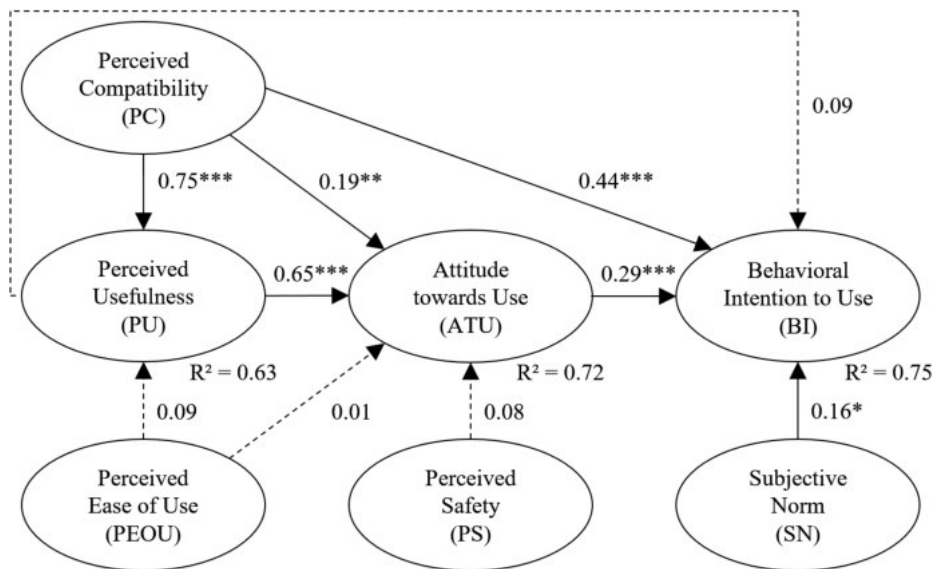 Perceived
Compatibility
(PC)
0.09
0.75***
0.19**
0.44***
Perceived
Usefulness
(PU)
0.65***
Attitude
towards Use
(ATU)
0.29***
Behavioral
Intention to Use
(BI)
R² = 0.63
R² = 0.72
R² = 0.75
0.09
0.01
0.08
0.16*
Perceived
Ease of Use
(PEOU)
Perceived
Safety
(PS)
Subjective
Norm
(SN)